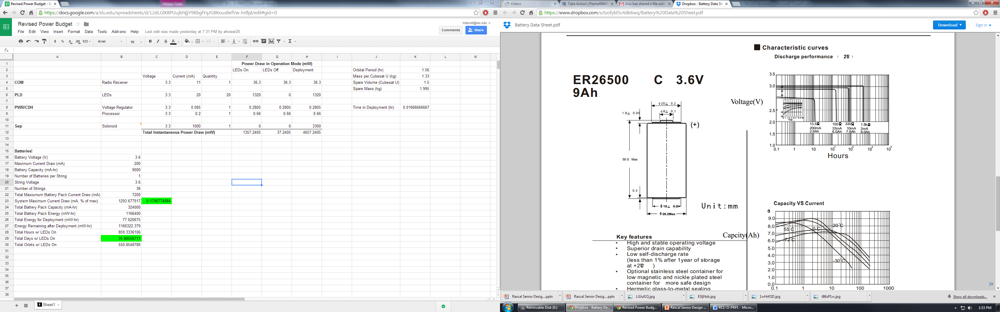 Revised Power Budget - G
https://docs.google.com/a/slu.edu/spreadsheets/d/12dLGIKBPUujbhIjjY9KbglYqJG8KousBefVw-hrIfpI/edit#gid=0
Revised Power Budget
tolson6@slu.edu
File Edit View Insert Format Data Tools Add-ons Help Last edit was made yesterday at 7:31 PM by ahowar20
Comments Share
$ % .0 .00 123 Arial 10 B I S A
fx
A B C D E F G H I J K L M
1 Power Draw in Operation Mode (mW)
2 LEDs On LEDs Off Deployment Orbital Period (hr) 1.56
3 Voltage Current (mA) Quantity Mass per Cubesat U (kg) 1.33
4 COM Radio Receiver 3.3 11 1 36.3 36.3 36.3 Spare Volume (Cubesat U) 1.5
5 Spare Mass (kg) 1.995
6 PLD LEDs 3.3 20 20 1320 0 1320
7
8 PWR/CDH Voltage Regulator 3.3 0.085 1 0.2805 0.2805 0.2805 Time in Deployment (hr) 0.01666666667
9 Processor 3.3 0.2 1 0.66 0.66 0.66
10
11 Sep Solonoid 3.3 1000 1 0 0 3300
12 Total Instantaneous Power Draw (mW) 1357.2405 37.2405 4657.2405
13
14
15 Batteries!
16 Battery Voltage (V) 3.6
17 Maximum Current Draw (mA) 200
18 Battery Capacity (mA-hr) 9000
19 Number of Batteries per String 1
20 String Voltage 3.6
21 Number of Strings 36
22 Total Maxiumum Battery Pack Current Draw (mA) 7200
23 System Maximum Current Draw (mA, % of max) 1293.677917 0.1796774884
24 Total Battery Pack Capacity (mA-hr) 324000
25 Total Battery Pack Energy (mW-hr) 1166400
26 Total Energy for Deployment (mW-hr) 77.620675
27 Energy Remaining after Deployment (mW-hr) 1166322.379
28 Total Hours w/ LEDs On 859.3336106
29 Total Days w/ LEDs On 35.80556711
30 Total Orbits w/ LEDs On 550.8548786
31
32
33
34
35
36
37
38
Sheet1
Videos
Take Action | Penny4NAS
Alex has shared a file with
Dropbox - Battery Data Sh
https://www.dropbox.com/s/tzofybl5c4db6wq/Battery%20Data%20Sheet.pdf
Battery Data Sheet.pdf
Download
Sign in
Characteristic curves
Discharge performance
ER26500 C 3.6V
9Ah
ϕ20± 0.2
ϕ8± 0.1
1.8± 0.05
(+)
50 0 Max
0.4
ϕ18± 0.2
ϕ26.2Max
Unit:mm
Voltage(V)
3.5
3.0
2.5
2.0
1.5
1.0
13.5Ω 100Ω 330Ω 1.8kΩ
200mA 33mA 10mA 2mA
2.6Ah 6.0Ah 7.8Ah 9.0Ah
0.1 1 10 10² 10³ 10⁴ 10⁵
Hours
Capacity VS Current
Capcity(Ah)
9.0
8.0
7.0
6.0
5.0
4.0
3.0
2.0
1.0
0.0
20°C
55 C
0 C
72°C
-30°C
0.1 1 10 100 1000
Key features
High and stable operating voltage
Superior drain capability
Low self-discharge rate
(less than 1% after 1year of storage
at +20°C )
Optional stainless steel container for
low magnetic and nickle plated steel
container for more safe design
Hermetic glass-to-metal sealing
Rascal Senior Desig....pptx
Rascal Senior Desig....pptx
LGJul1Q.jpg
ESljNxb.jpg
1wHrKSD.jpg
t86sP1w.jpg
Show all downloads...
Removable Disk (E:)
Dropbox - Battery Da...
Revised Power Budg...
Rascal Senior Design ...
RCL-O-PRP1 - Micro...
1:53 PM